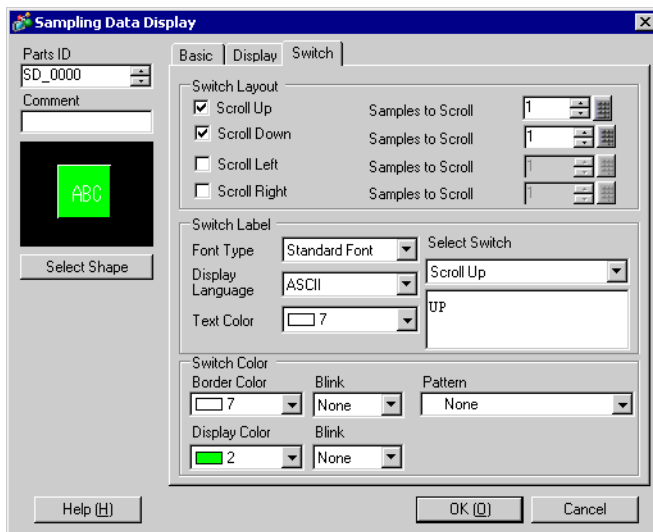 Sampling Data Display
Parts ID
SD_0000
Comment
ABC
Select Shape
Basic Display Switch
Switch Layout
Scroll Up Samples to Scroll 1
Scroll Down Samples to Scroll 1
Scroll Left Samples to Scroll 1
Scroll Right Samples to Scroll 1
Switch Label
Font Type Standard Font
Display Language ASCII
Text Color 7
Select Switch
Scroll Up
UP
Switch Color
Border Color Blink Pattern
7 None None
Display Color Blink
2 None
Help (H) OK (O) Cancel